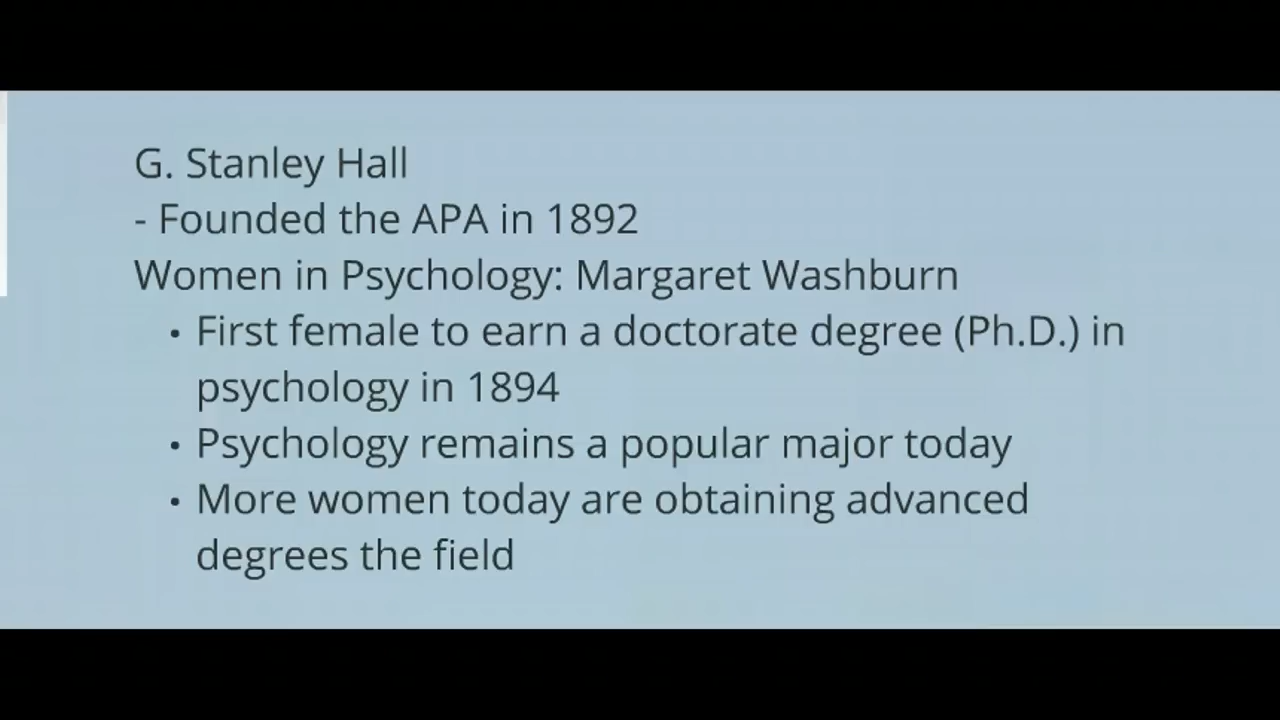 G. Stanley Hall
- Founded the APA in 1892
Women in Psychology: Margaret Washburn
• First female to earn a doctorate degree (Ph.D.) in
psychology in 1894
• Psychology remains a popular major today
• More women today are obtaining advanced
degrees the field